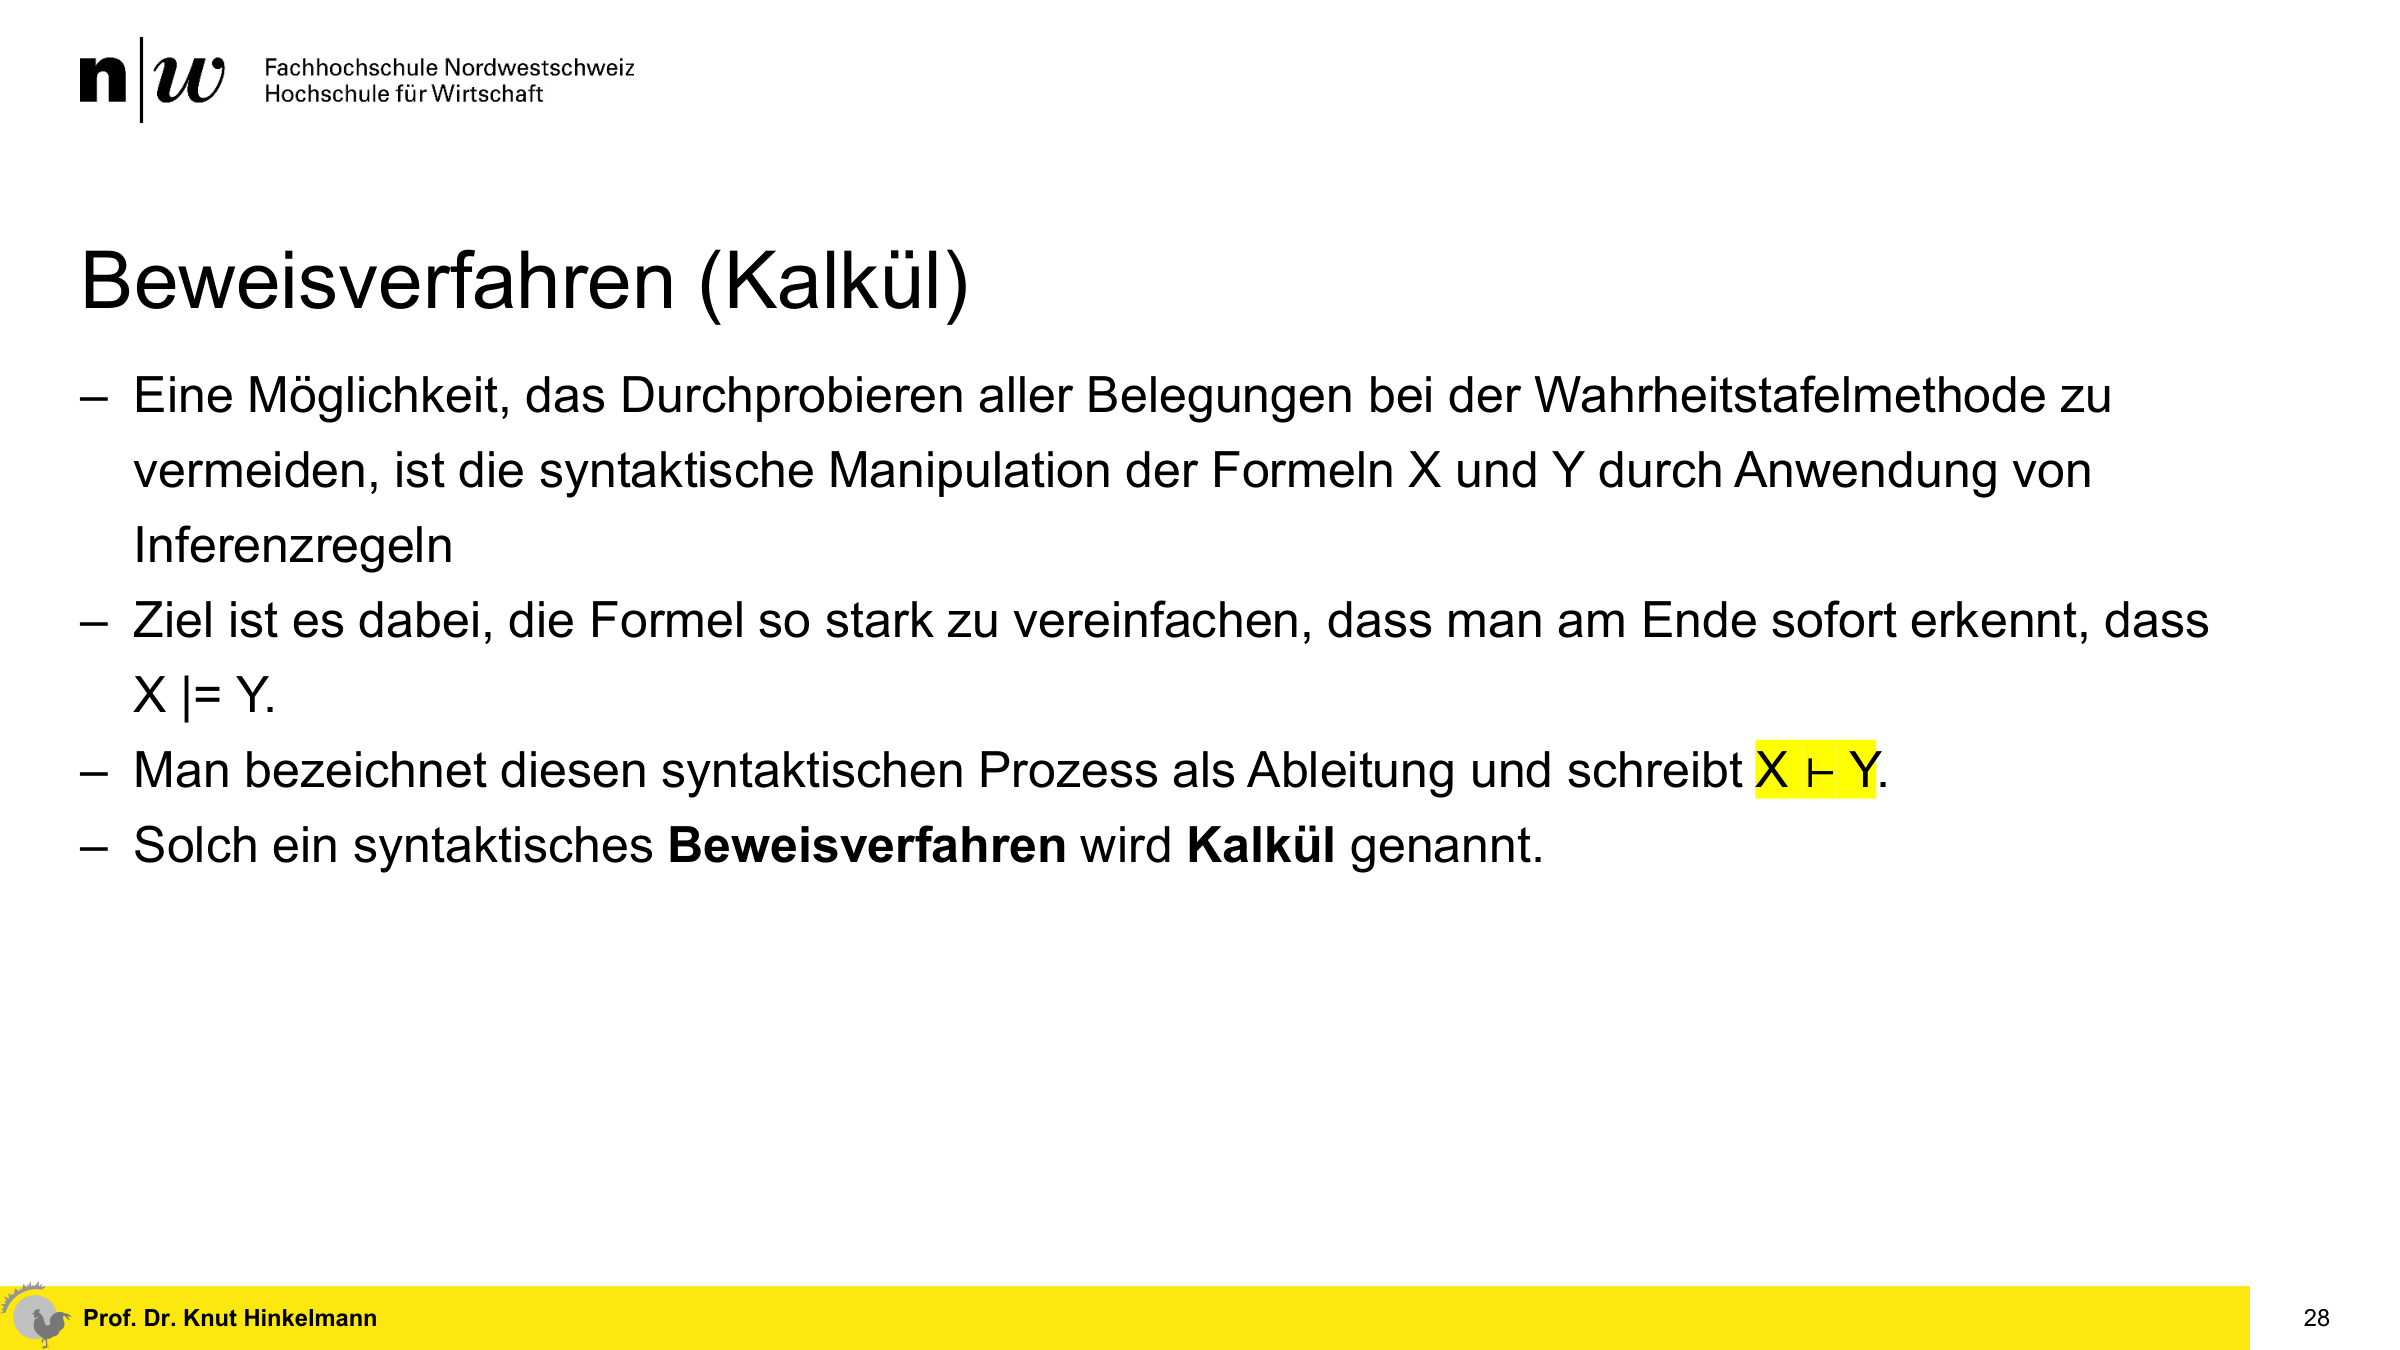 n|w Fachhochschule Nordwestschweiz
Hochschule für Wirtschaft
Beweisverfahren (Kalkül)
– Eine Möglichkeit, das Durchprobieren aller Belegungen bei der Wahrheitstafelmethode zu
vermeiden, ist die syntaktische Manipulation der Formeln X und Y durch Anwendung von
Inferenzregeln
– Ziel ist es dabei, die Formel so stark zu vereinfachen, dass man am Ende sofort erkennt, dass
X |= Y.
– Man bezeichnet diesen syntaktischen Prozess als Ableitung und schreibt X ⊢ Y.
– Solch ein syntaktisches Beweisverfahren wird Kalkül genannt.
Prof. Dr. Knut Hinkelmann
28